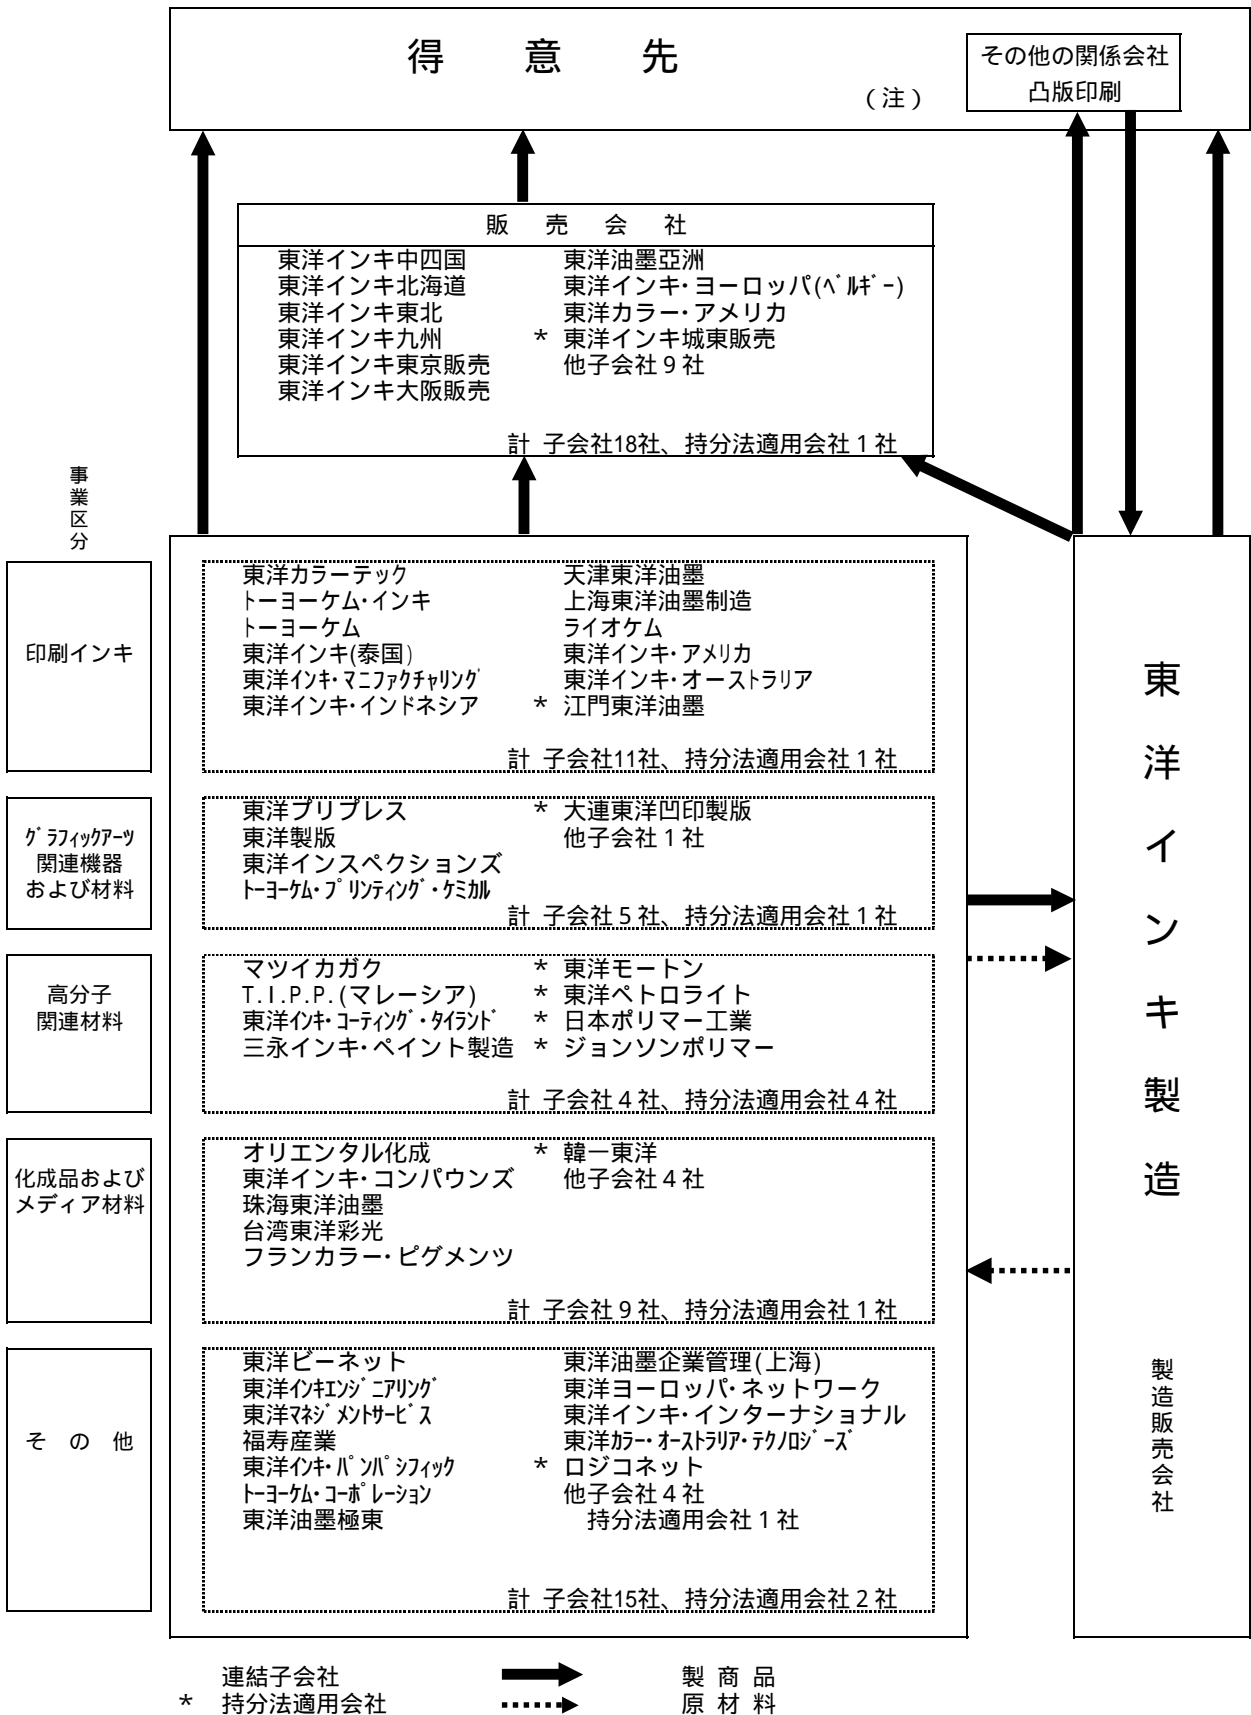 得　意　先
（注）
その他の関係会社
凸版印刷
販　売　会　社
東洋インキ中四国
東洋インキ北海道
東洋インキ東北
東洋インキ九州
東洋インキ東京販売
東洋インキ大阪販売
東洋油墨亞洲
東洋インキ・ヨーロッパ(ﾍﾞﾙｷﾞｰ)
東洋カラー・アメリカ
* 東洋インキ城東販売
他子会社９社
計 子会社18社、持分法適用会社１社
事業区分
印刷インキ
東洋カラーテック
トーヨーケム・インキ
トーヨーケム
東洋インキ(泰国)
東洋ｲﾝｷ・ﾏﾆﾌｧｸﾁｬﾘﾝｸﾞ
東洋インキ・インドネシア
天津東洋油墨
上海東洋油墨制造
ライオケム
東洋インキ・アメリカ
東洋インキ・オーストラリア
* 江門東洋油墨
計 子会社11社、持分法適用会社１社
ｸﾞﾗﾌｨｯｸｱｰﾂ
関連機器
および材料
東洋プリプレス
東洋製版
東洋インスペクションズ
ﾄｰﾖｰｹﾑ・ﾌﾟﾘﾝﾃｨﾝｸﾞ・ｹﾐｶﾙ
* 大連東洋凹印製版
他子会社１社
計 子会社５社、持分法適用会社１社
高分子
関連材料
マツイカガク
T.I.P.P.(マレーシア)
東洋ｲﾝｷ・ｺｰﾃｨﾝｸﾞ・ﾀｲﾗﾝﾄﾞ
三永インキ・ペイント製造
* 東洋モートン
* 東洋ペトロライト
* 日本ポリマー工業
* ジョンソンポリマー
計 子会社４社、持分法適用会社４社
化成品および
メディア材料
オリエンタル化成
東洋インキ・コンパウンズ
珠海東洋油墨
台湾東洋彩光
フランカラー・ピグメンツ
* 韓一東洋
他子会社４社
計 子会社９社、持分法適用会社１社
そ　の　他
東洋ビーネット
東洋ｲﾝｷｴﾝｼﾞﾆｱﾘﾝｸﾞ
東洋ﾏﾈｼﾞﾒﾝﾄｻｰﾋﾞｽ
福寿産業
東洋ｲﾝｷ・ﾊﾟﾝﾊﾟｼﾌｨｯｸ
ﾄｰﾖｰｹﾑ・ｺｰﾎﾟﾚｰｼｮﾝ
東洋油墨極東
東洋油墨企業管理(上海)
東洋ヨーロッパ・ネットワーク
東洋インキ・インターナショナル
東洋ｶﾗｰ・ｵｰｽﾄﾗﾘｱ・ﾃｸﾉﾛｼﾞｰｽﾞ
* ロジコネット
他子会社４社
持分法適用会社１社
計 子会社15社、持分法適用会社２社
東洋インキ製造
製造販売会社
連結子会社
* 持分法適用会社
製 商 品
原 材 料